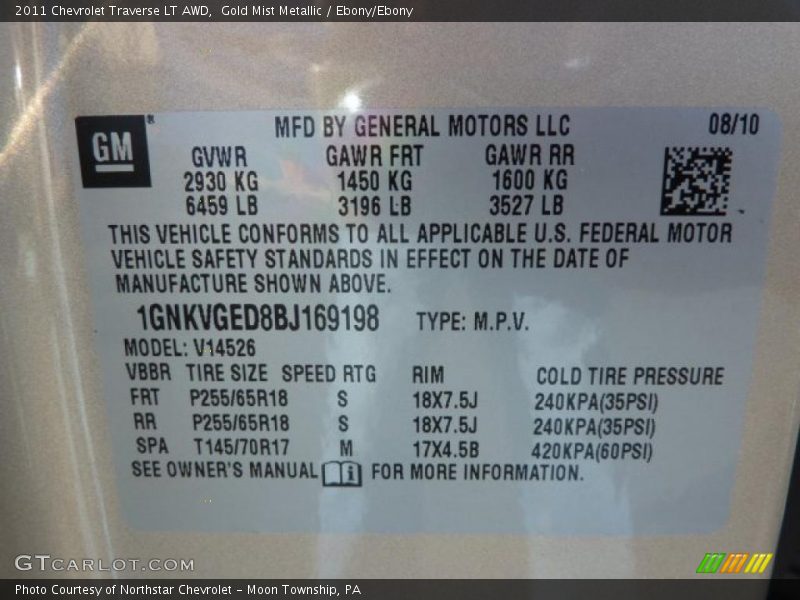 2011 Chevrolet Traverse LT AWD,  Gold Mist Metallic / Ebony/Ebony
GM
MFD BY GENERAL MOTORS LLC 08/10
GVWR GAWR FRT GAWR RR
2930 KG 1450 KG 1600 KG
6459 LB 3196 LB 3527 LB
THIS VEHICLE CONFORMS TO ALL APPLICABLE U.S. FEDERAL MOTOR
VEHICLE SAFETY STANDARDS IN EFFECT ON THE DATE OF
MANUFACTURE SHOWN ABOVE.
1GNKVGED8BJ169198 TYPE: M.P.V.
MODEL: V14526
VBBR TIRE SIZE SPEED RTG RIM COLD TIRE PRESSURE
FRT P255/65R18 S 18X7.5J 240KPA(35PSI)
RR P255/65R18 S 18X7.5J 240KPA(35PSI)
SPA T145/70R17 M 17X4.5B 420KPA(60PSI)
SEE OWNER'S MANUAL i FOR MORE INFORMATION.
GTCARLOT.COM
Photo Courtesy of Northstar Chevrolet - Moon Township, PA